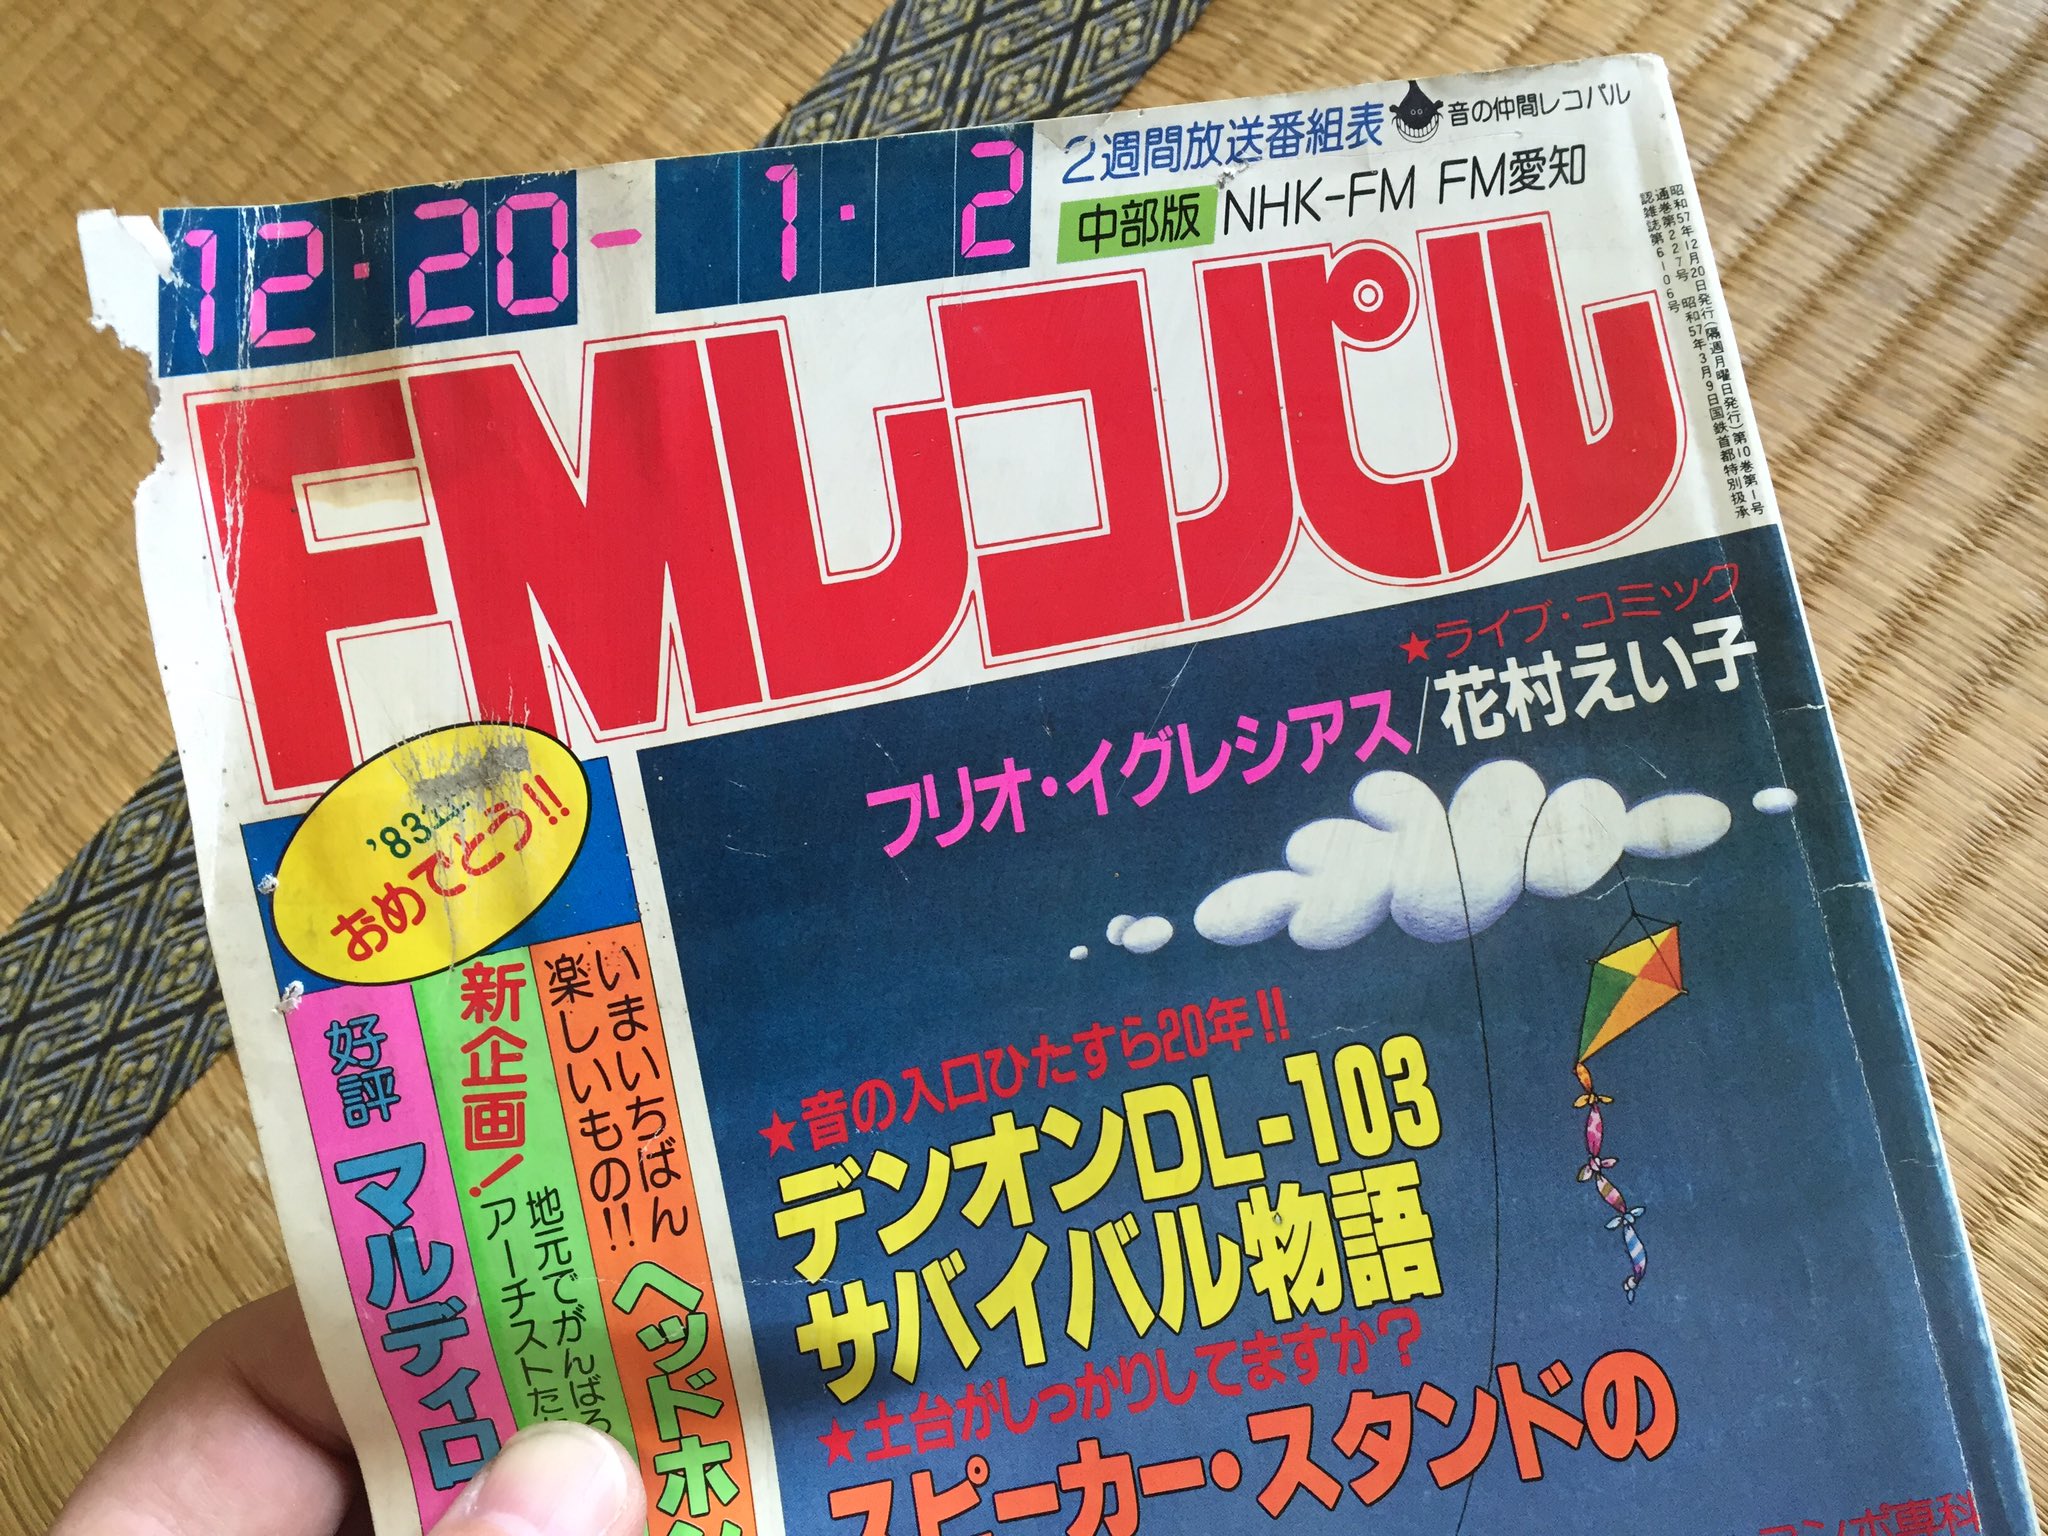 12・20-1・2
2週間放送番組表
音の仲間レコパル
中部版 NHK-FM FM愛知
FMレコパル
昭和57年12月20日発行(隔週月曜日発行)第10巻第1号
通巻第227号 昭和57年3月9日国鉄首都特別扱承
認雑誌第6106号
★ライブ・コミック
フリオ・イグレシアス/花村えい子
'83
おめでとう!!
いまいちばん
楽しいもの!!
ヘッドホン
新企画!
地元でがんばろ
アーチストた
好評
マルディロ
★音の入口ひたすら20年!!
デンオンDL-103
サバイバル物語
★土台がしっかりしてますか?
スピーカー・スタンドの
コンポ専科